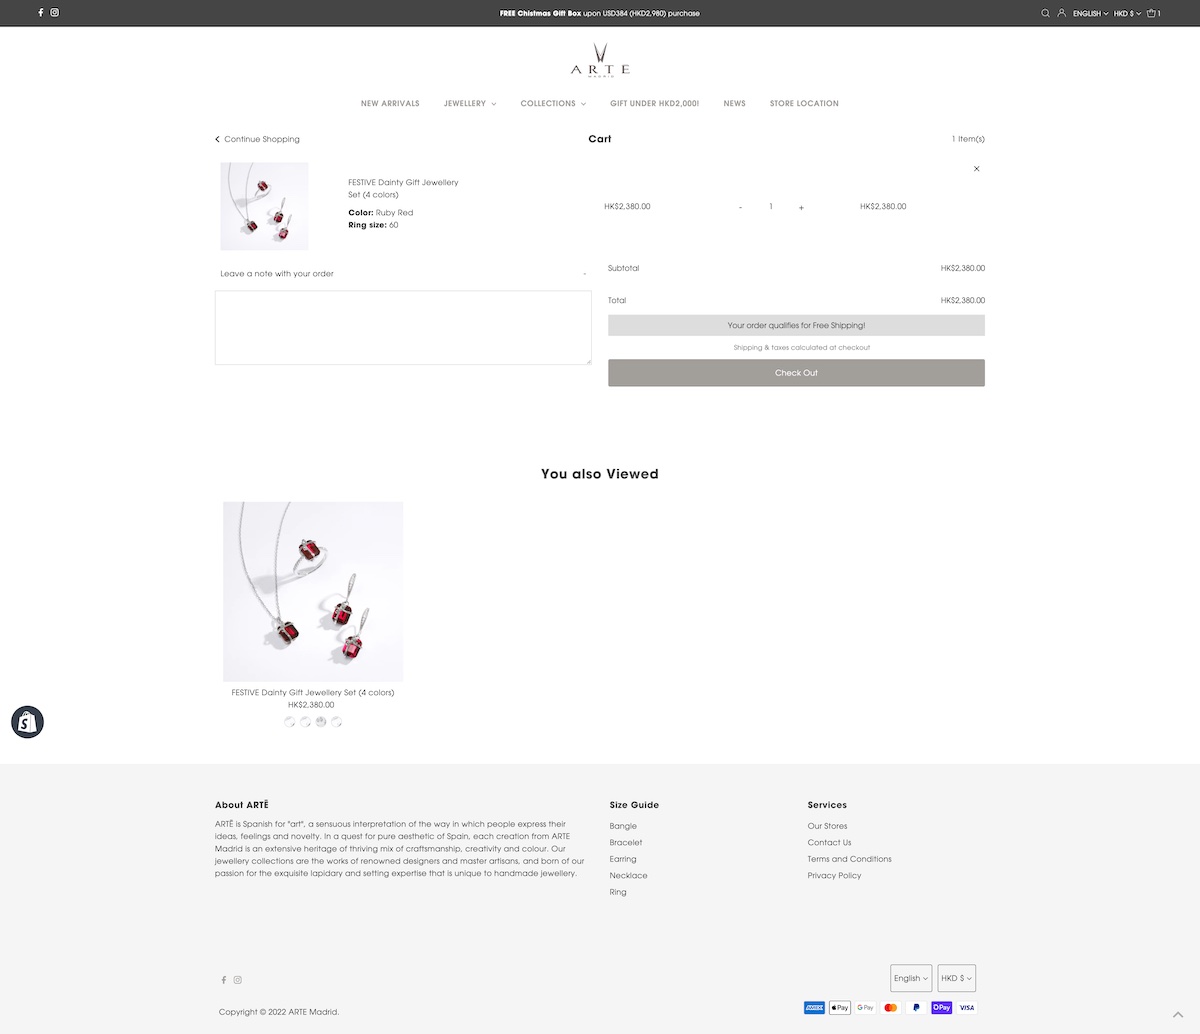 FREE Chistmas Gift Box upon USD384 (HKD2,980) purchase
ENGLISH
HKD $
1
ARTE
MADRID
NEW ARRIVALS
JEWELLERY
COLLECTIONS
GIFT UNDER HKD2,000!
NEWS
STORE LOCATION
Continue Shopping
Cart
1 Item(s)
FESTIVE Dainty Gift Jewellery
Set (4 colors)
Color: Ruby Red
Ring size: 60
HK$2,380.00
- 1 +
HK$2,380.00
Leave a note with your order -
Subtotal HK$2,380.00
Total HK$2,380.00
Your order qualifies for Free Shipping!
Shipping & taxes calculated at checkout
Check Out
You also Viewed
FESTIVE Dainty Gift Jewellery Set (4 colors)
HK$2,380.00
About ARTĒ
ARTĒ is Spanish for "art", a sensuous interpretation of the way in which people express their
ideas, feelings and novelty. In a quest for pure aesthetic of Spain, each creation from ARTE
Madrid is an extensive heritage of thriving mix of craftsmanship, creativity and colour. Our
jewellery collections are the works of renowned designers and master artisans, and born of our
passion for the exquisite lapidary and setting expertise that is unique to handmade jewellery.
Size Guide
Bangle
Bracelet
Earring
Necklace
Ring
Services
Our Stores
Contact Us
Terms and Conditions
Privacy Policy
English
HKD $
Copyright © 2022 ARTE Madrid.
AMEX
Pay
G Pay
Pay
VISA